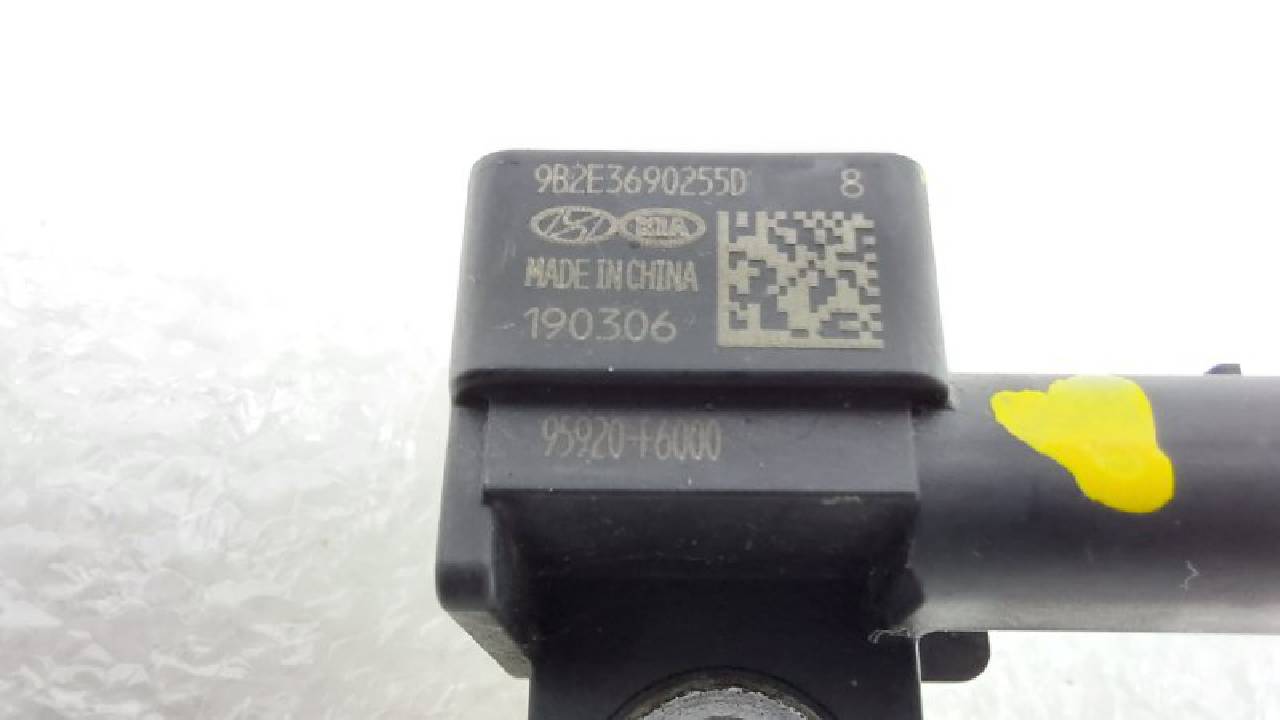 9B2E3690255D 8
KIA
MADE IN CHINA
190306
95920-F6000